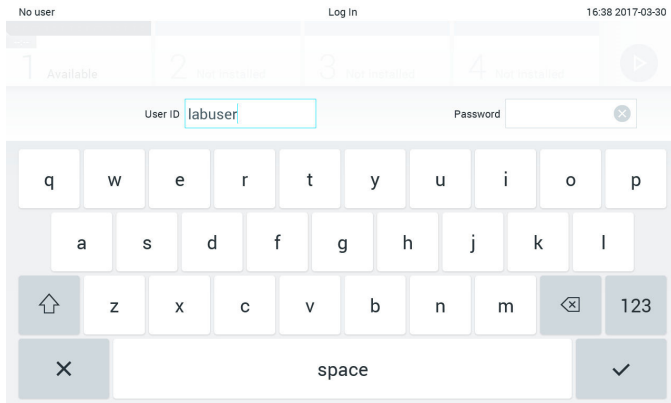 No user Log In 16:38 2017-03-30
1 Available 2 Not installed 3 Not installed 4 Not installed
User ID labuser Password
q w e r t y u i o p
a s d f g h j k l
z x c v b n m 123
space